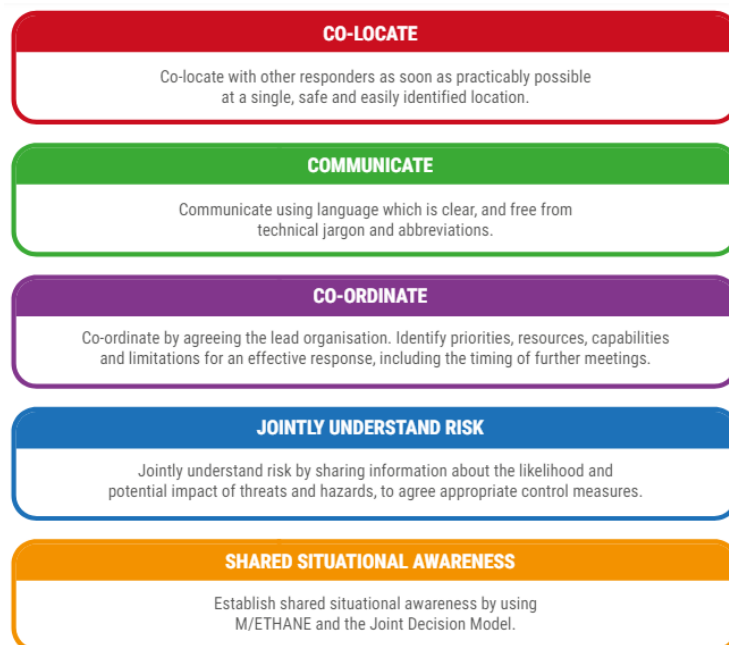 CO-LOCATE
Co-locate with other responders as soon as practicably possible
at a single, safe and easily identified location.
COMMUNICATE
Communicate using language which is clear, and free from
technical jargon and abbreviations.
CO-ORDINATE
Co-ordinate by agreeing the lead organisation. Identify priorities, resources, capabilities
and limitations for an effective response, including the timing of further meetings.
JOINTLY UNDERSTAND RISK
Jointly understand risk by sharing information about the likelihood and
potential impact of threats and hazards, to agree appropriate control measures.
SHARED SITUATIONAL AWARENESS
Establish shared situational awareness by using
M/ETHANE and the Joint Decision Model.